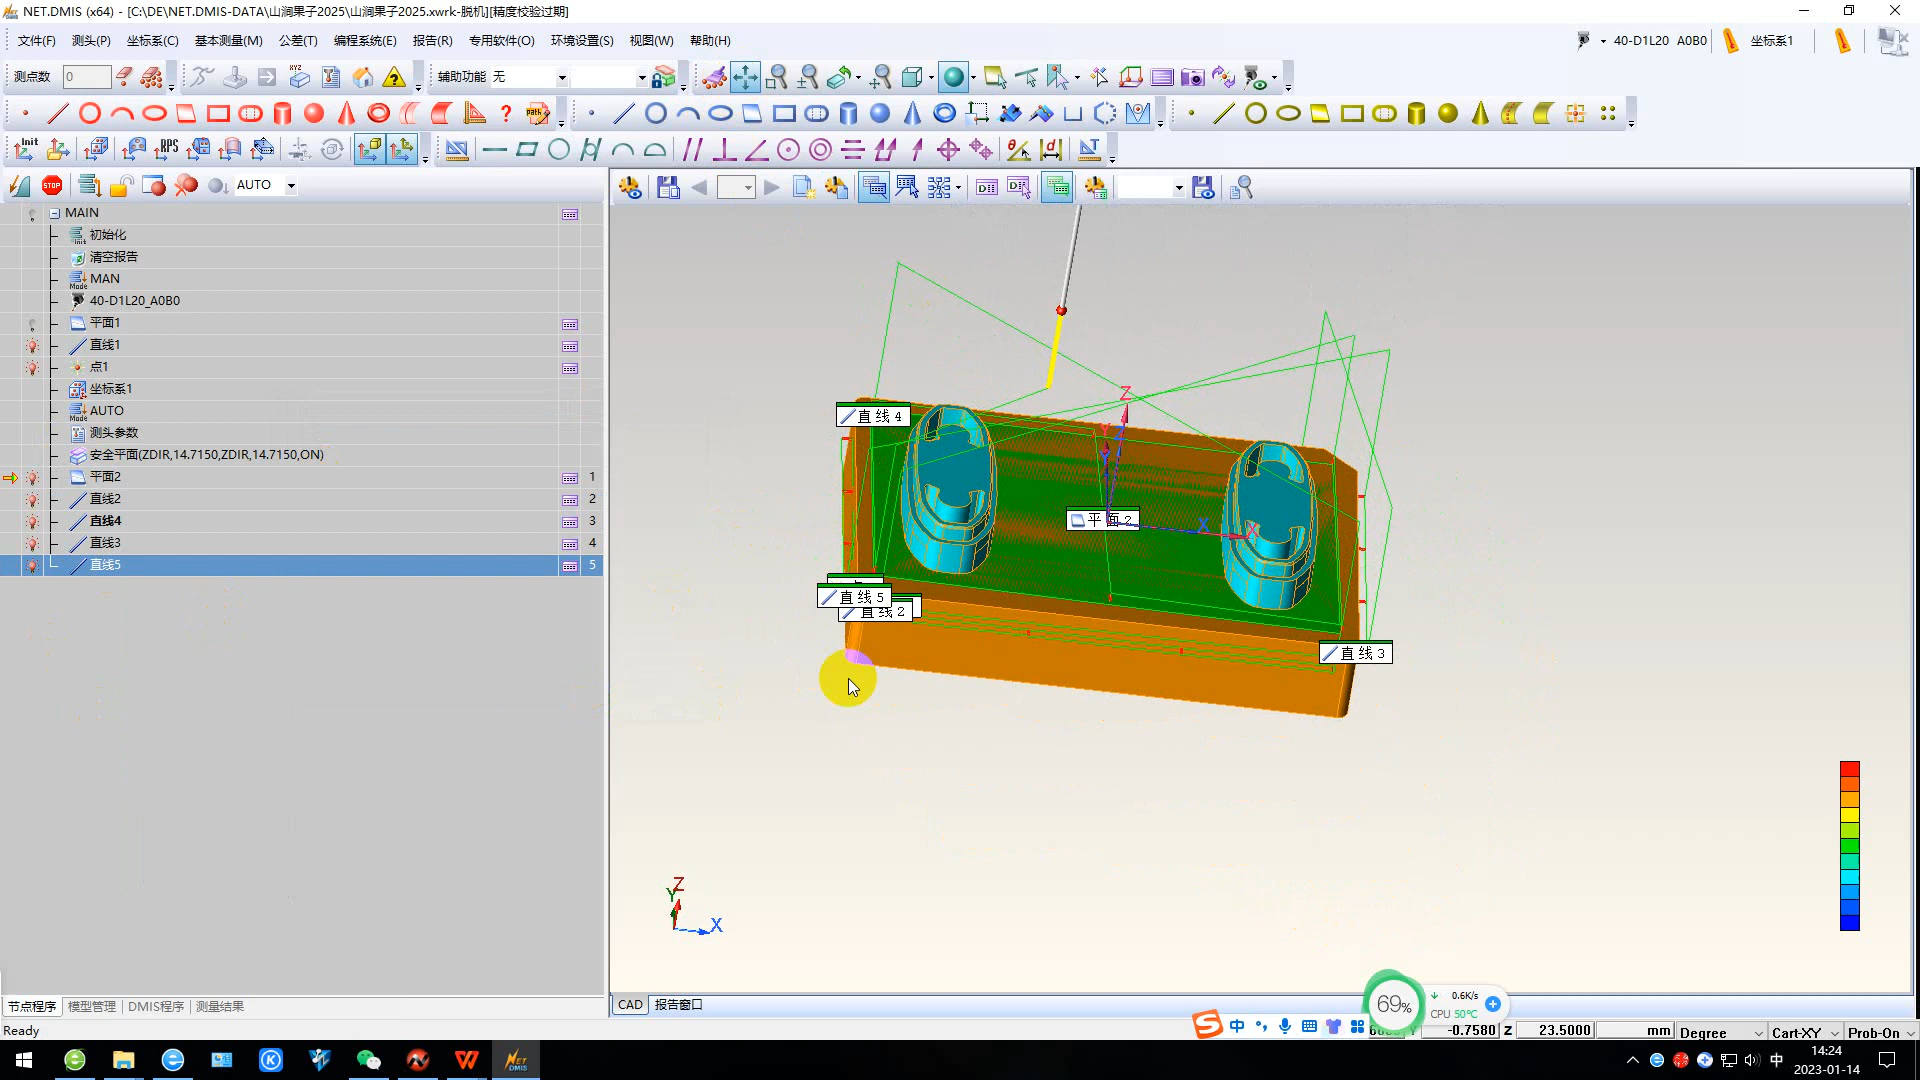 NET.DMIS (x64) - [C:\DE\NET.DMIS-DATA\山涧果子2025\山涧果子2025.xwrk-脱机][精度校验过期]
文件(F) 测头(P) 坐标系(C) 基本测量(M) 公差(T) 编程系统(E) 报告(R) 专用软件(O) 环境设置(S) 视图(W) 帮助(H)
40-D1L20 A0B0 坐标系1
测点数 0 辅助功能 无
Init RPS
STOP AUTO
MAIN
初始化
清空报告
MAN
40-D1L20_A0B0
平面1
直线1
点1
坐标系1
AUTO
测头参数
安全平面(ZDIR,14.7150,ZDIR,14.7150,ON)
平面2 1
直线2 2
直线4 3
直线3 4
直线5 5
直线4
Z
平面2
X
直线5
直线2
直线3
Z
Y
X
节点程序 模型管理 DMIS程序 测量结果
CAD 报告窗口
69%
0.6K/s
CPU 50℃
Ready
中
-0.7580 Z 23.5000 mm Degree Cart-XY Prob-On
中
14:24
2023-01-14